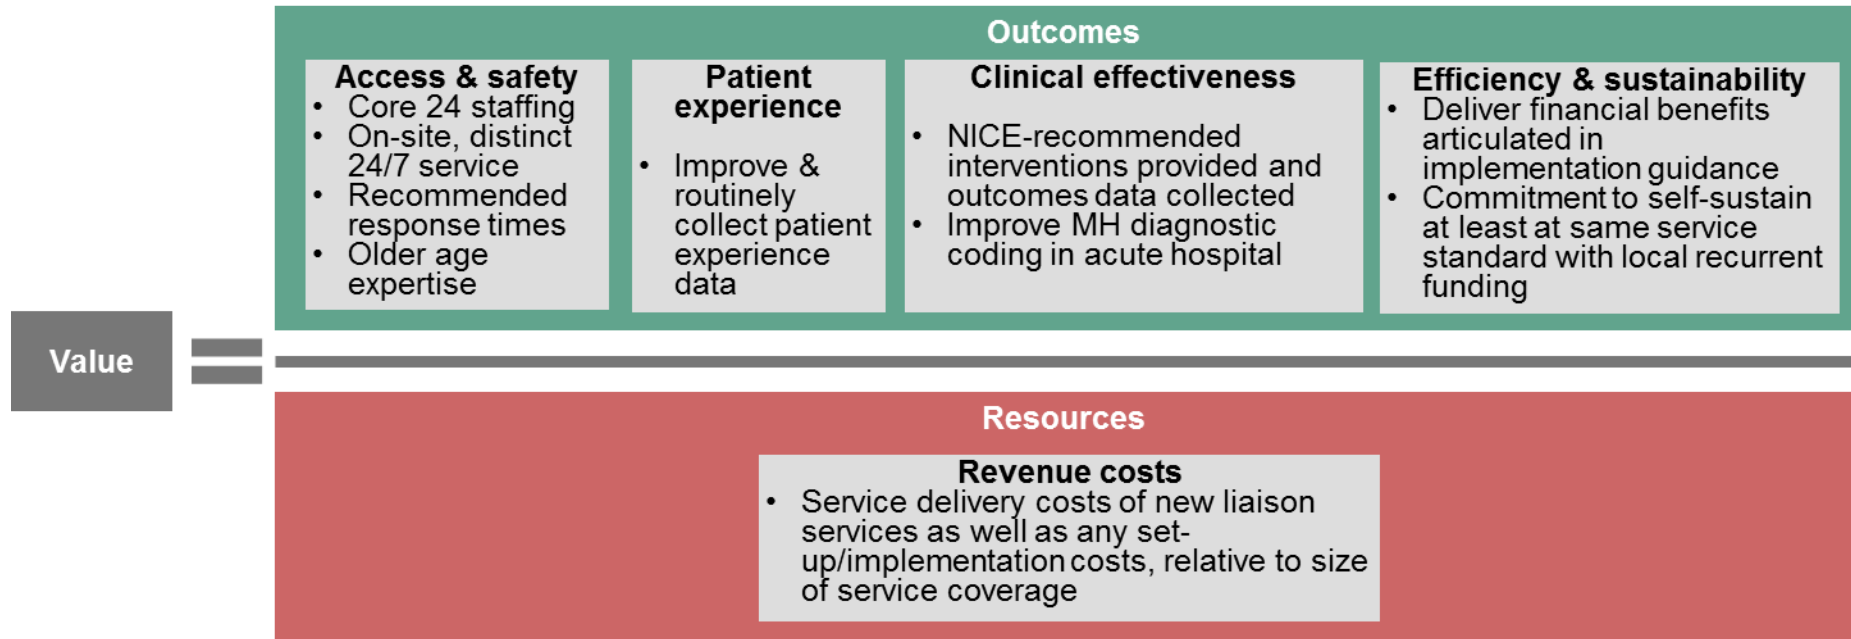 Outcomes
Access & safety
• Core 24 staffing
• On-site, distinct
24/7 service
• Recommended
response times
• Older age
expertise
Patient
experience
• Improve &
routinely
collect patient
experience
data
Clinical effectiveness
• NICE-recommended
interventions provided and
outcomes data collected
• Improve MH diagnostic
coding in acute hospital
Efficiency & sustainability
• Deliver financial benefits
articulated in
implementation guidance
• Commitment to self-sustain
at least at same service
standard with local recurrent
funding
Value
=
Resources
Revenue costs
• Service delivery costs of new liaison
services as well as any set-
up/implementation costs, relative to size
of service coverage